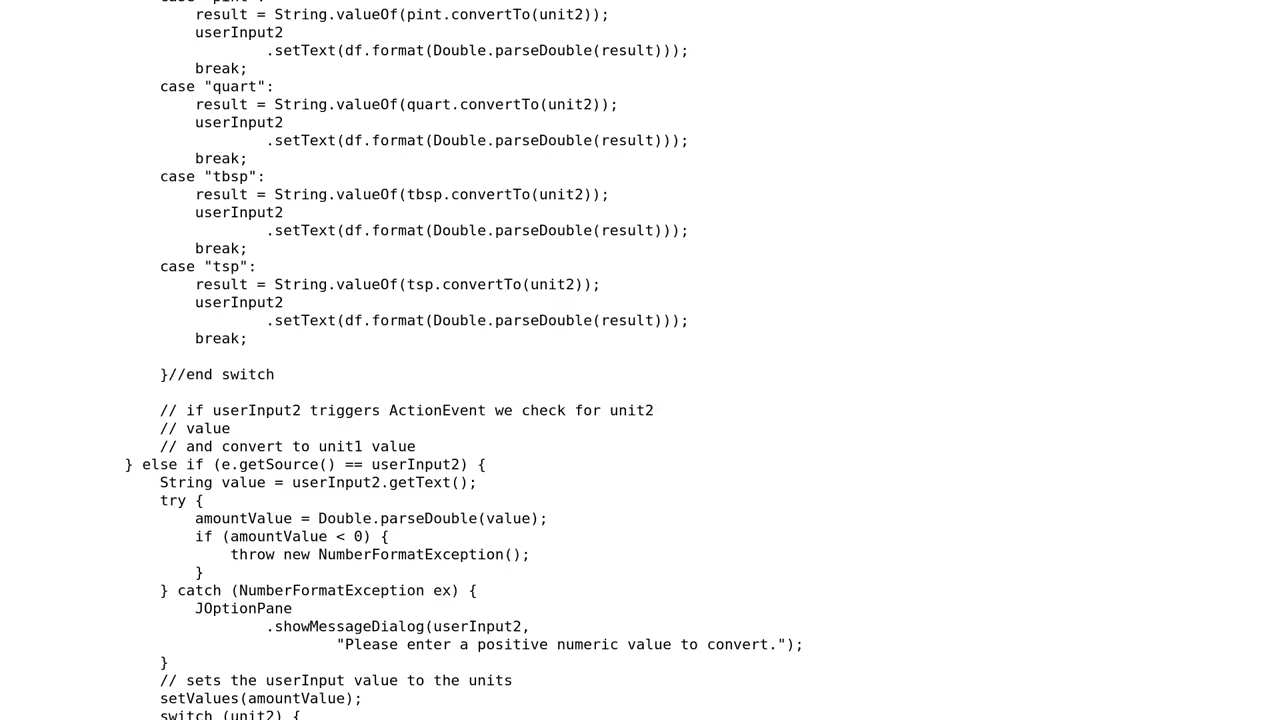 case "pint":
result = String.valueOf(pint.convertTo(unit2));
userInput2
.setText(df.format(Double.parseDouble(result)));
break;
case "quart":
result = String.valueOf(quart.convertTo(unit2));
userInput2
.setText(df.format(Double.parseDouble(result)));
break;
case "tbsp":
result = String.valueOf(tbsp.convertTo(unit2));
userInput2
.setText(df.format(Double.parseDouble(result)));
break;
case "tsp":
result = String.valueOf(tsp.convertTo(unit2));
userInput2
.setText(df.format(Double.parseDouble(result)));
break;
}//end switch
// if userInput2 triggers ActionEvent we check for unit2
// value
// and convert to unit1 value
} else if (e.getSource() == userInput2) {
String value = userInput2.getText();
try {
amountValue = Double.parseDouble(value);
if (amountValue < 0) {
throw new NumberFormatException();
}
} catch (NumberFormatException ex) {
JOptionPane
.showMessageDialog(userInput2,
"Please enter a positive numeric value to convert.");
}
// sets the userInput value to the units
setValues(amountValue);
switch (unit2) {